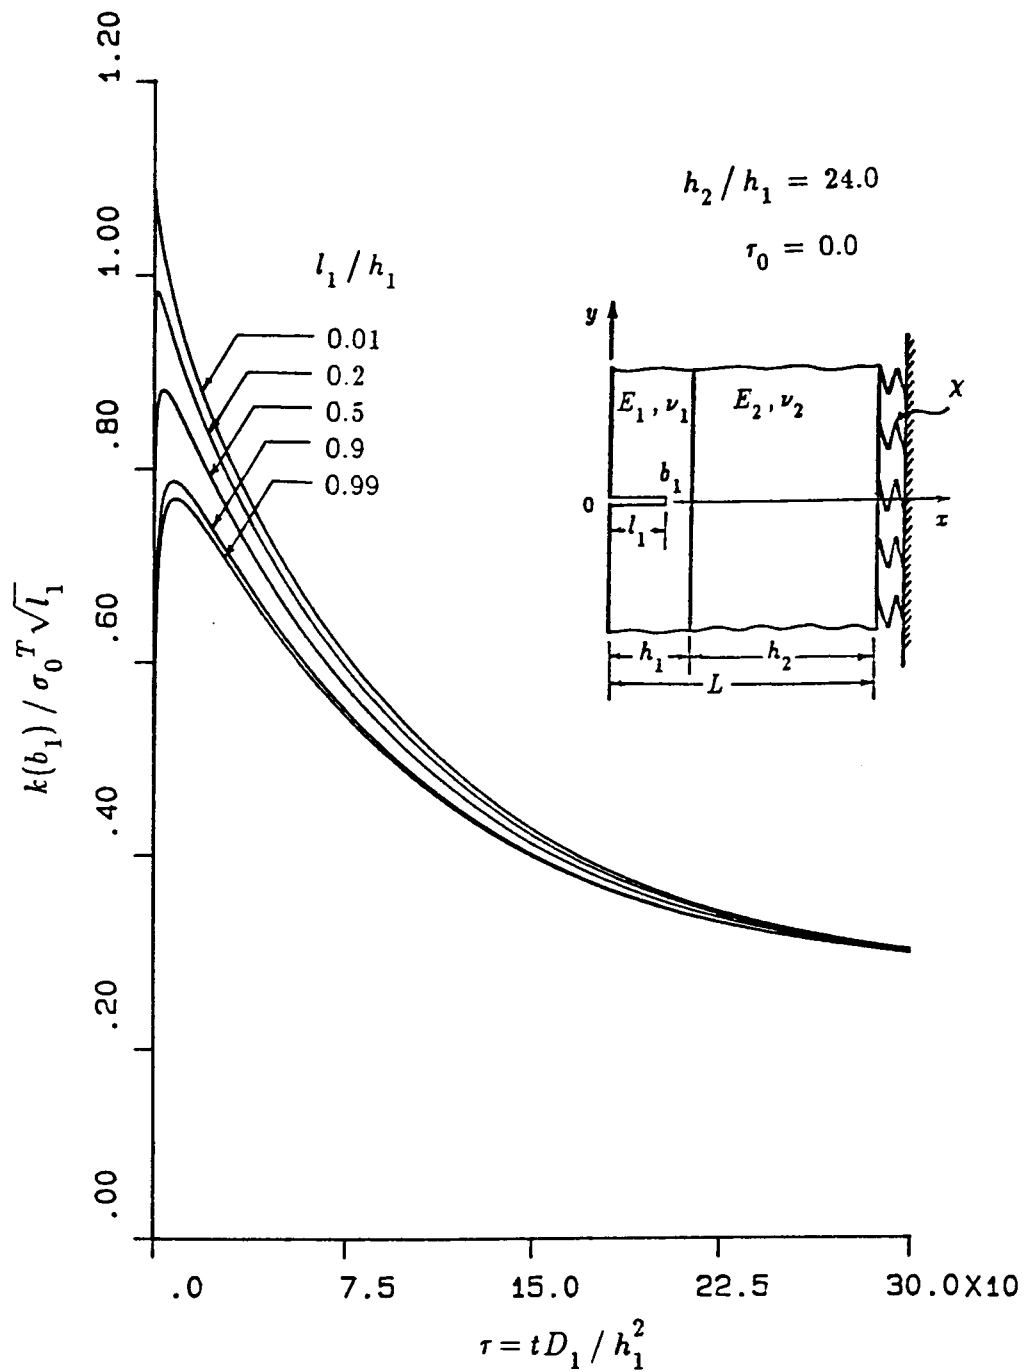 1.20
1.00
.80
.60
.40
.20
.00
k(b₁) / σ₀ᵀ √l₁
h₂ / h₁ = 24.0
τ₀ = 0.0
l₁ / h₁
0.01
0.2
0.5
0.9
0.99
y
E₁, ν₁
E₂, ν₂
χ
b₁
0
x
l₁
h₁
h₂
L
.0
7.5
15.0
22.5
30.0X10
τ = tD₁ / h₁²